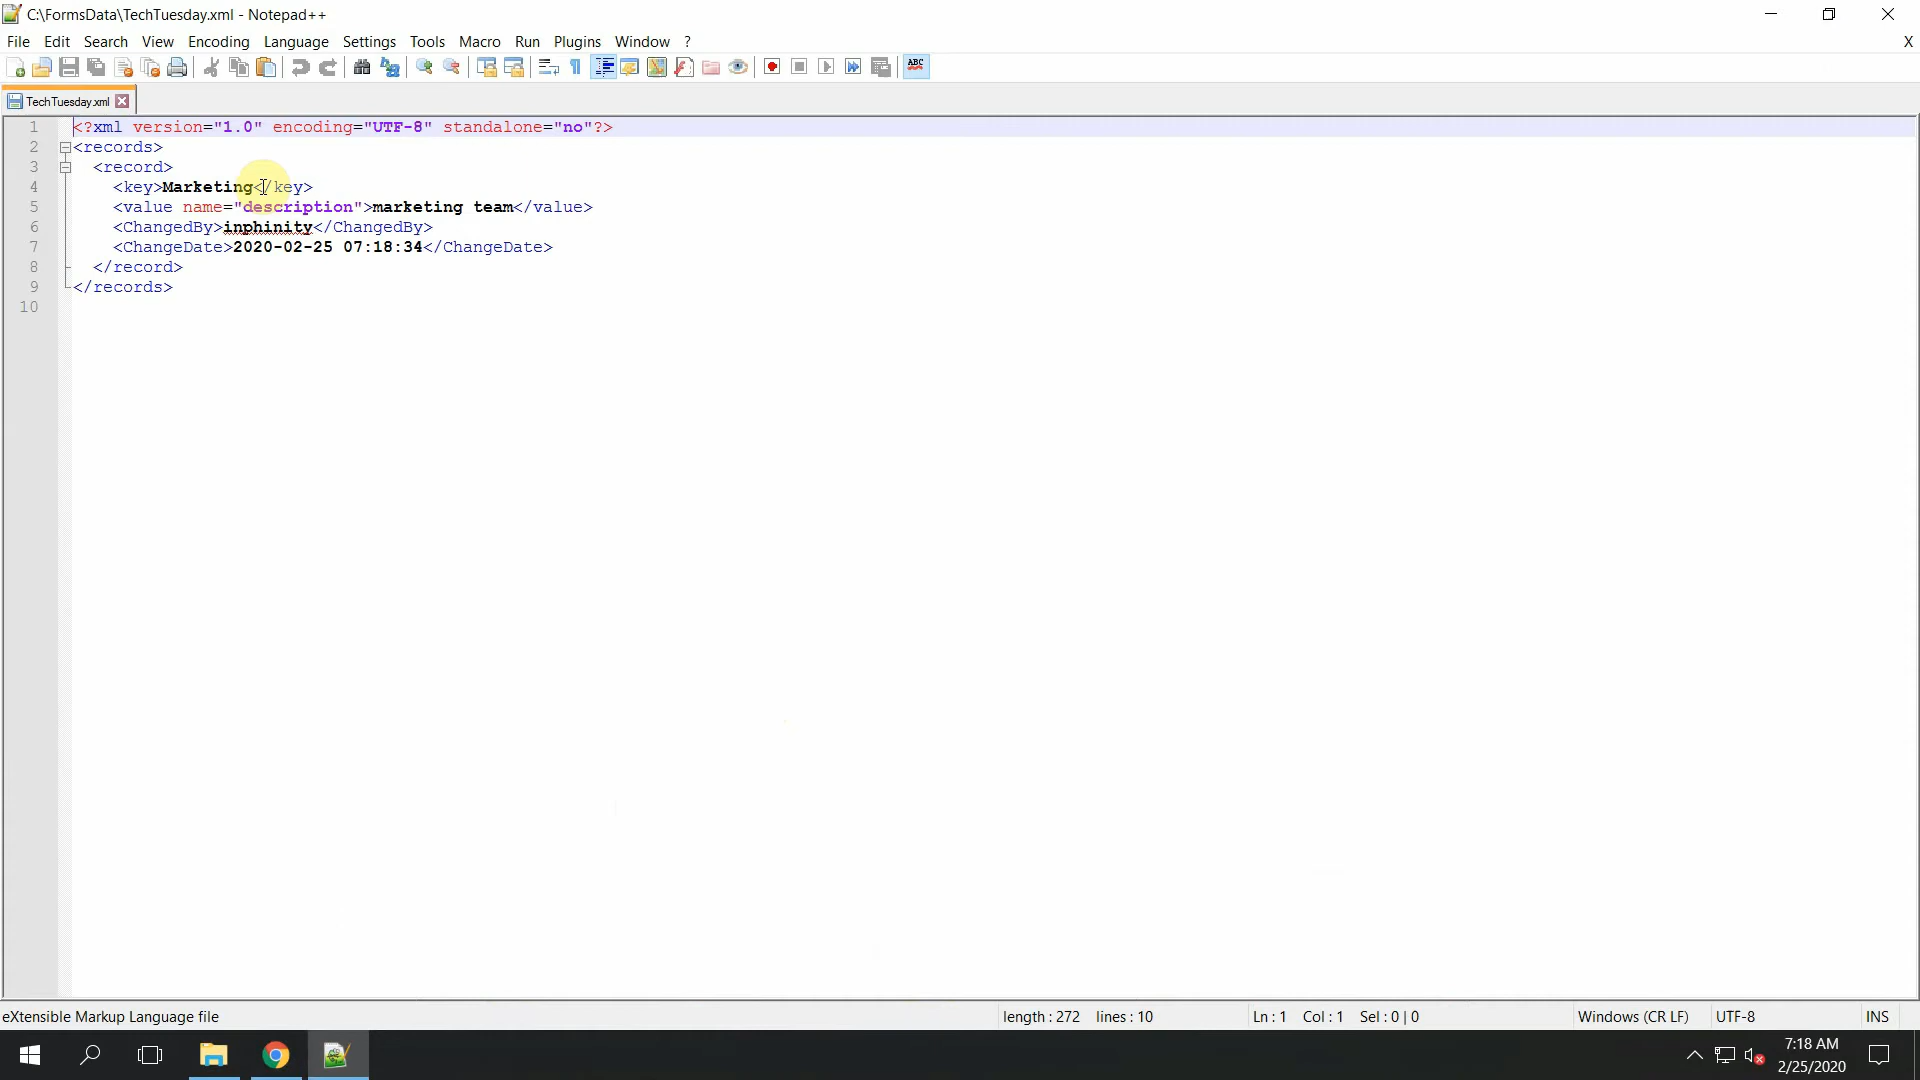 C:\FormsData\TechTuesday.xml - Notepad++
File Edit Search View Encoding Language Settings Tools Macro Run Plugins Window ? X
ABC
TechTuesday.xml
1 <?xml version="1.0" encoding="UTF-8" standalone="no"?>
2 <records>
3 <record>
4 <key>Marketing</key>
5 <value name="description">marketing team</value>
6 <ChangedBy>inphinity</ChangedBy>
7 <ChangeDate>2020-02-25 07:18:34</ChangeDate>
8 </record>
9 </records>
10
eXtensible Markup Language file length : 272 lines : 10 Ln : 1 Col : 1 Sel : 0 | 0 Windows (CR LF) UTF-8 INS
7:18 AM
2/25/2020